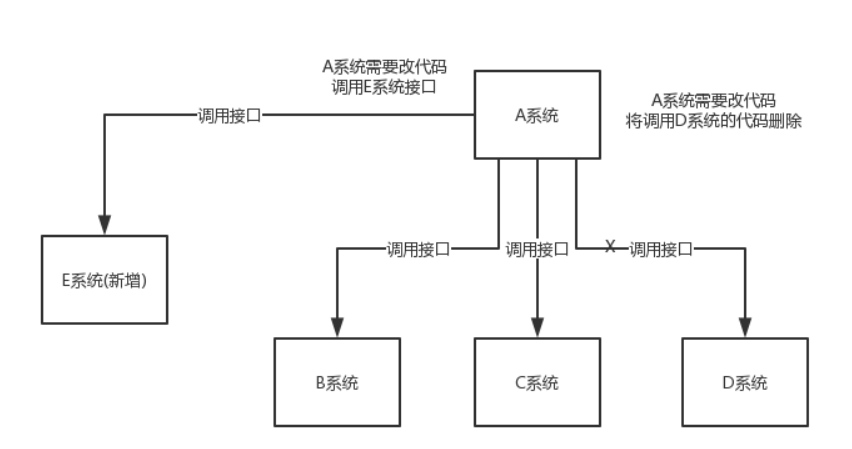 A系统需要改代码
调用E系统接口
A系统
A系统需要改代码
将调用D系统的代码删除
调用接口
调用接口
调用接口
X
调用接口
E系统(新增)
B系统
C系统
D系统